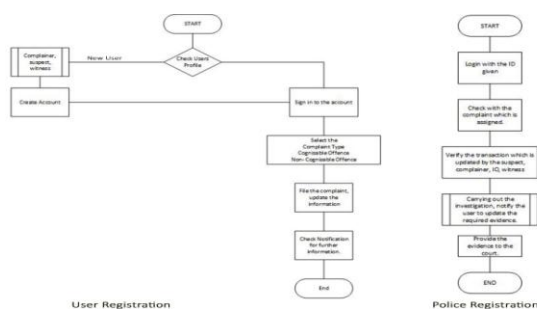 START
Check Users
Profile
New User
Complainer,
suspect,
witness
Create Account
Sign in to the account
Select the
Complaint Type
Cognizable Offence
Non- Cognizable Offence
File the complaint,
update the
information
Check Notification
for further
information.
End
User Registration
START
Login with the ID
given
Check with the
complaint which is
assigned.
Verify the transaction which is
updated by the suspect,
complainer, IO, witness
Carrying out the
investigation, notify the
user to update the
required evidence.
Provide the
evidence to the
court.
END
Police Registration